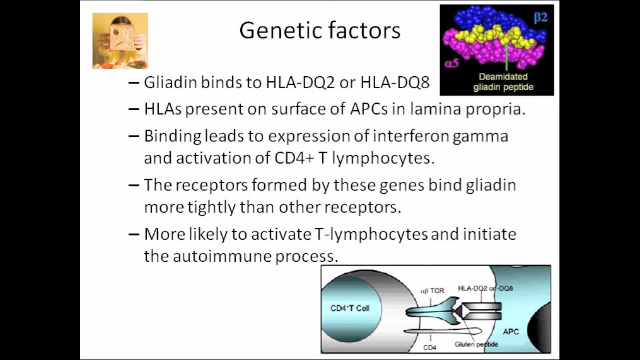 Genetic factors
β2
α5
Deamidated
gliadin peptide
– Gliadin binds to HLA-DQ2 or HLA-DQ8
– HLAs present on surface of APCs in lamina propria.
– Binding leads to expression of interferon gamma
and activation of CD4+ T lymphocytes.
– The receptors formed by these genes bind gliadin
more tightly than other receptors.
– More likely to activate T-lymphocytes and initiate
the autoimmune process.
αβ TCR
HLA-DQ2 or -DQ8
CD4+T Cell
APC
CD4
Gluten peptide